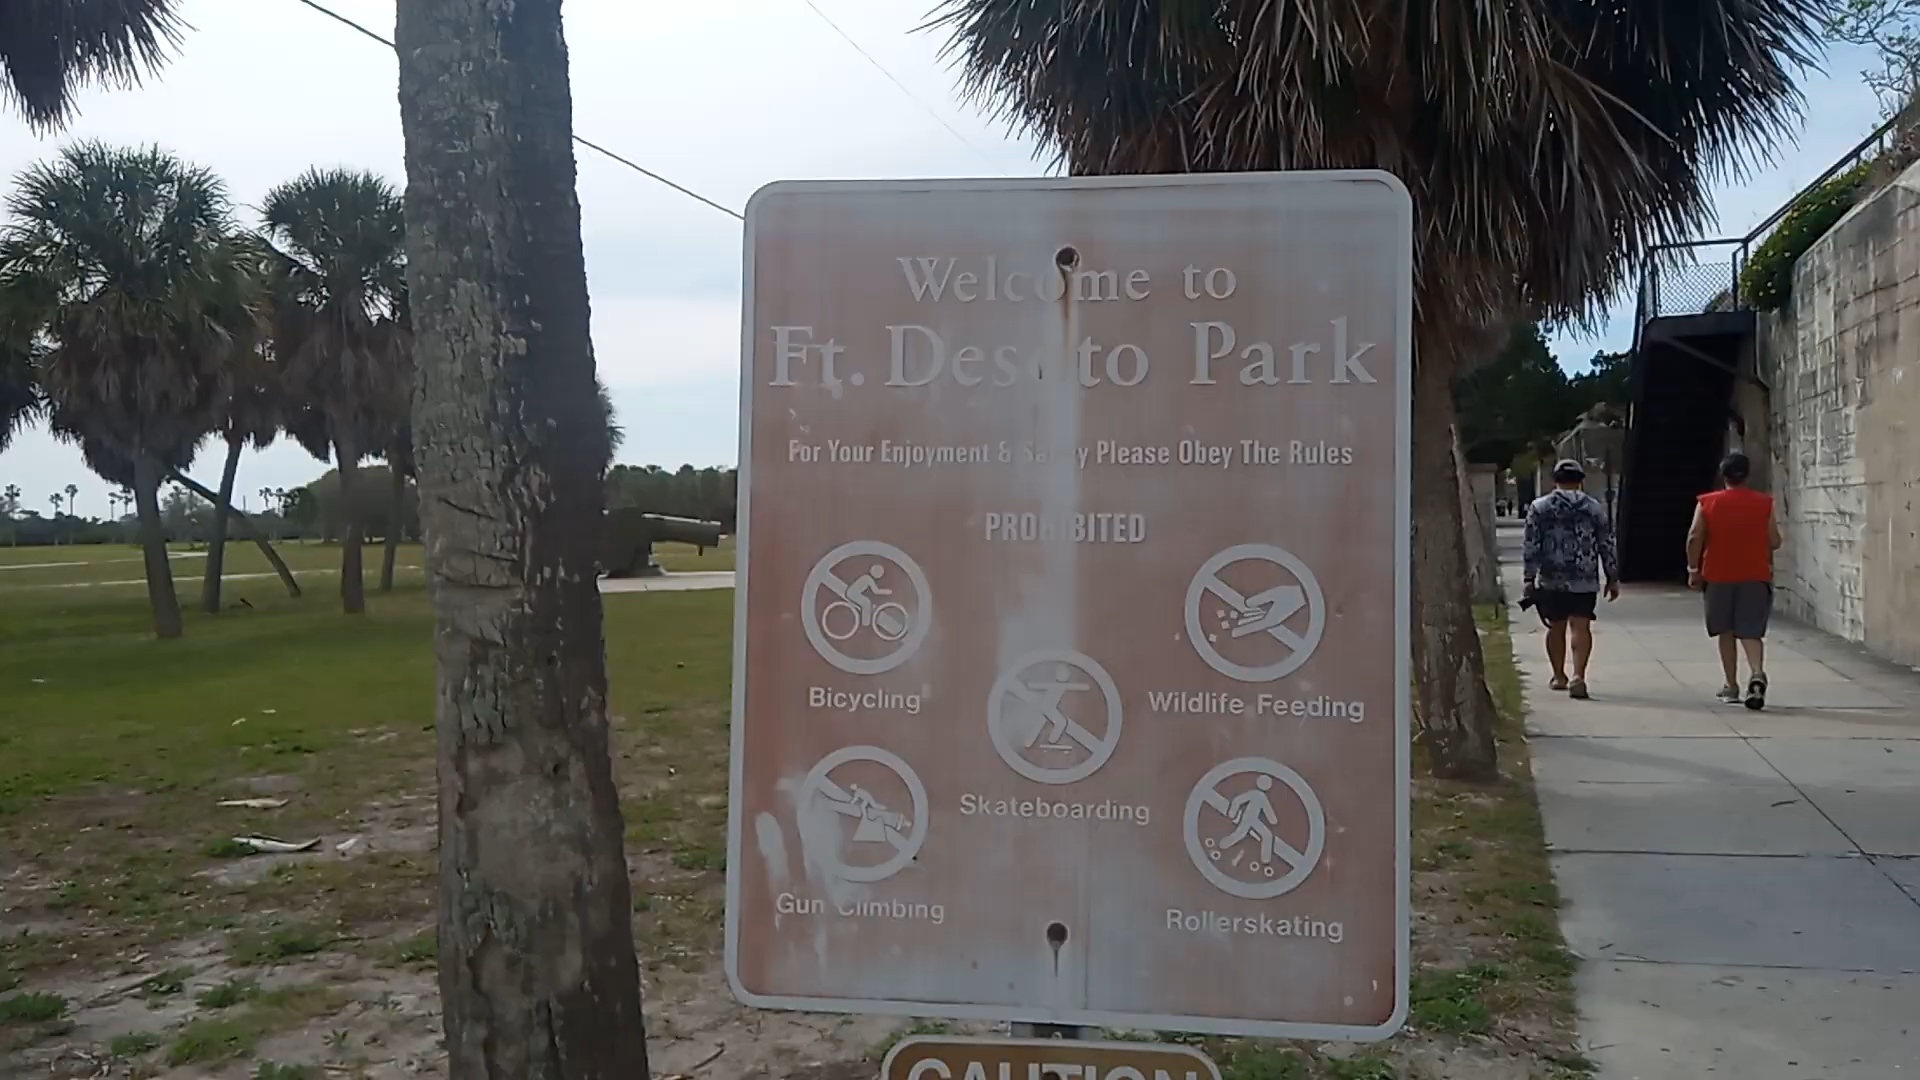 Welcome to
Ft. Desoto Park
For Your Enjoyment & Safety Please Obey The Rules
PROHIBITED
Bicycling
Wildlife Feeding
Skateboarding
Gun Climbing
Rollerskating
CAUTION